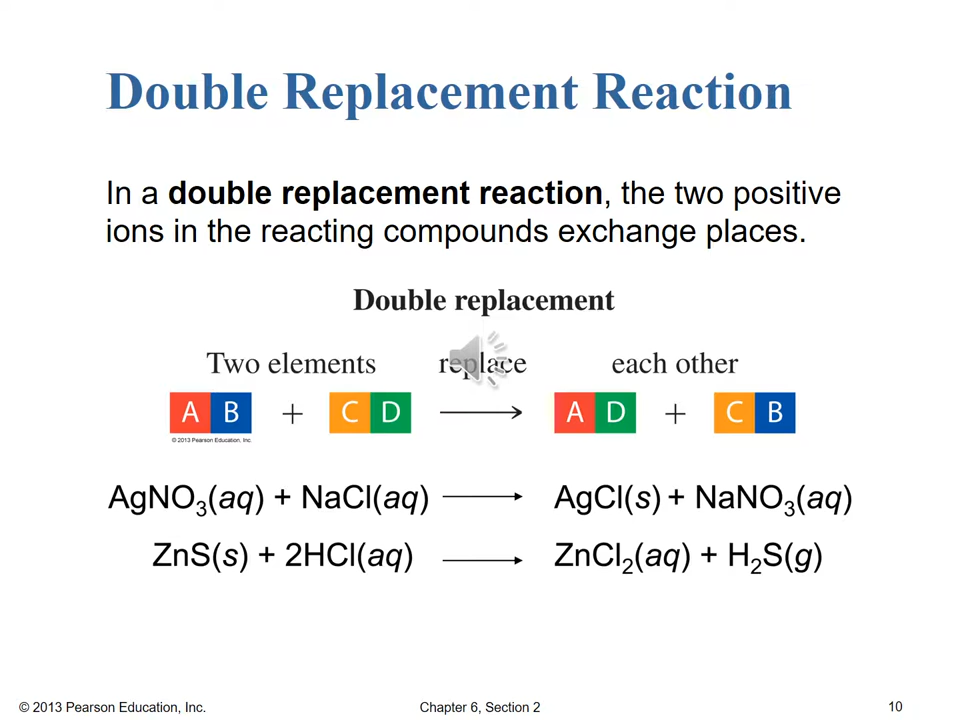 Double Replacement Reaction
In a double replacement reaction, the two positive
ions in the reacting compounds exchange places.
Double replacement
Two elements replace each other
A B + C D → A D + C B
© 2013 Pearson Education, Inc.
AgNO₃(aq) + NaCl(aq) → AgCl(s) + NaNO₃(aq)
ZnS(s) + 2HCl(aq) → ZnCl₂(aq) + H₂S(g)
© 2013 Pearson Education, Inc. Chapter 6, Section 2 10